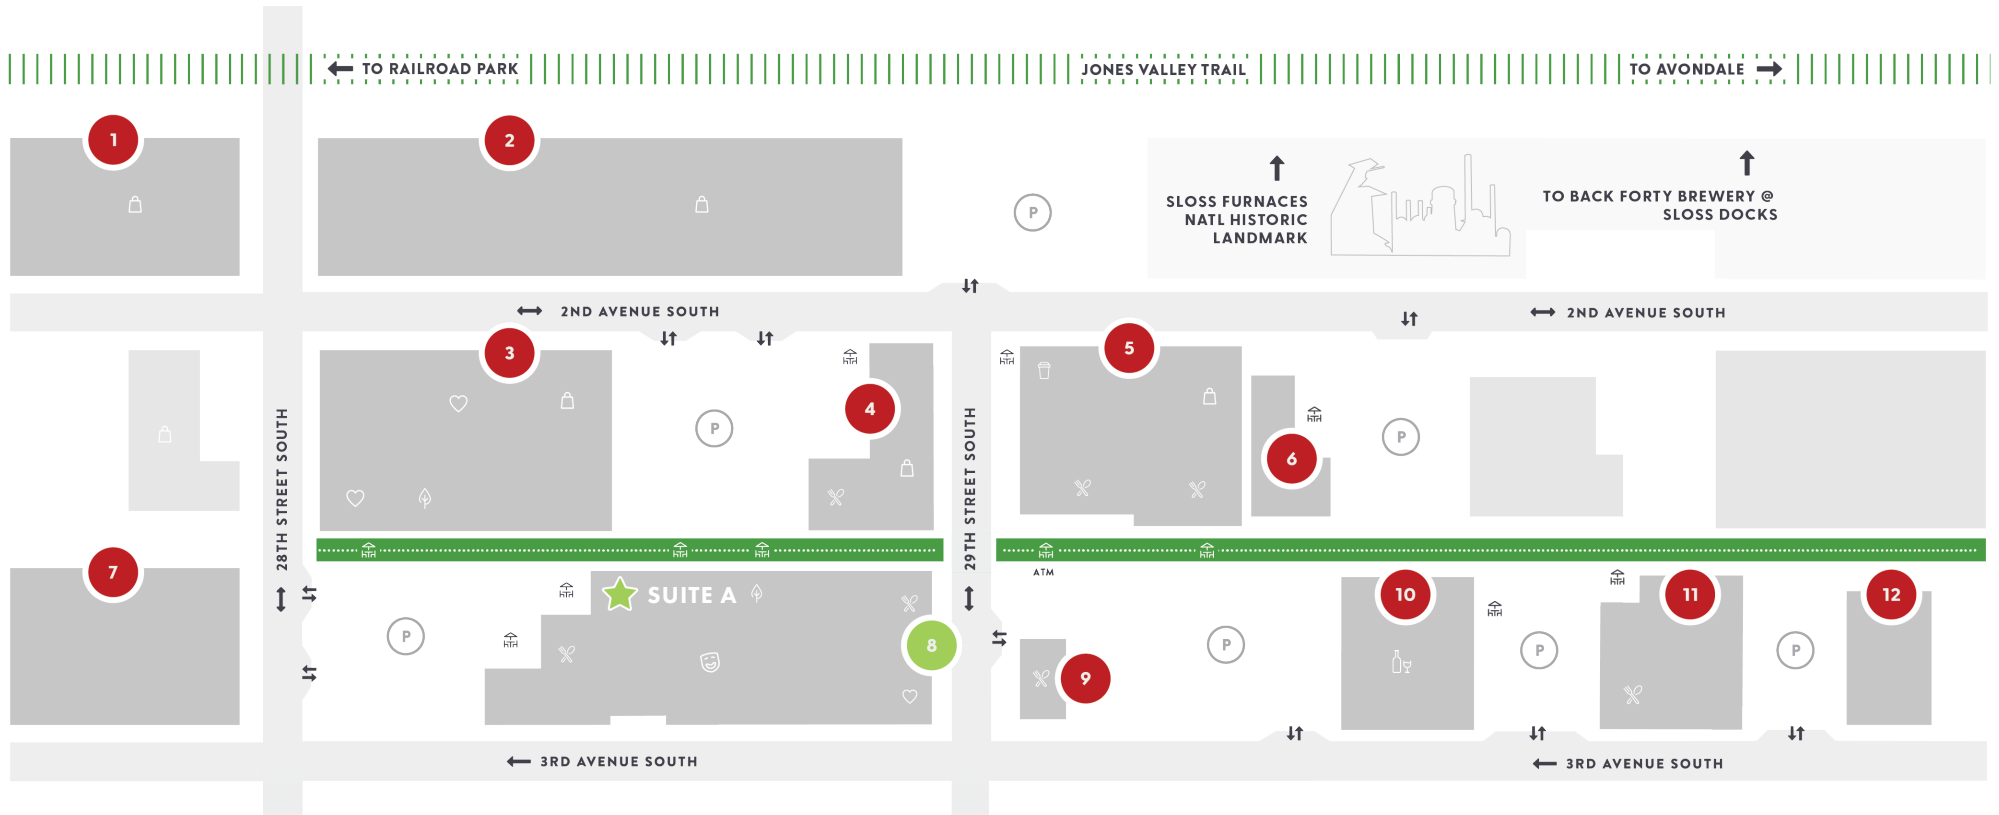 TO RAILROAD PARK
JONES VALLEY TRAIL
TO AVONDALE
1
2
SLOSS FURNACES
NATL HISTORIC
LANDMARK
TO BACK FORTY BREWERY @
SLOSS DOCKS
P
2ND AVENUE SOUTH
2ND AVENUE SOUTH
3
4
5
6
P
P
28TH STREET SOUTH
29TH STREET SOUTH
ATM
7
SUITE A
8
9
10
11
12
P
P
P
P
3RD AVENUE SOUTH
3RD AVENUE SOUTH